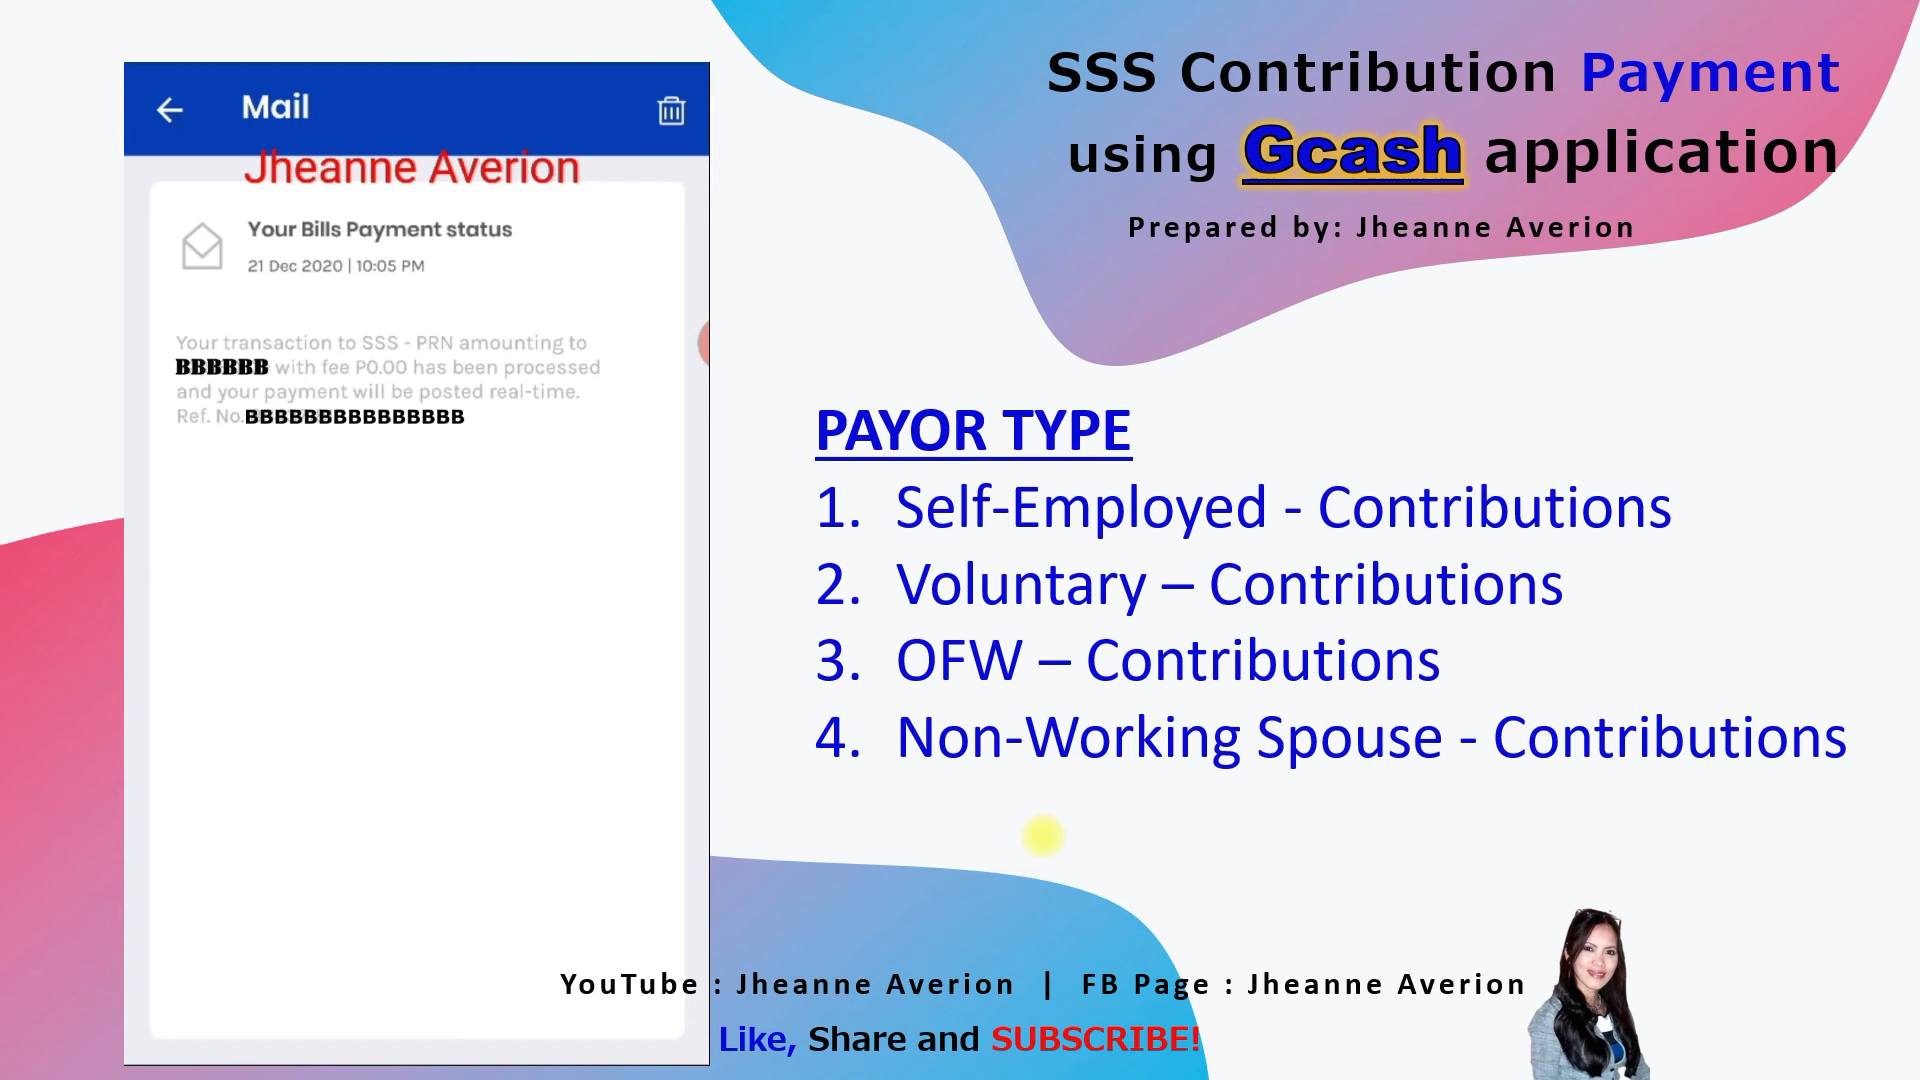 Mail
Jheanne Averion
Your Bills Payment status
21 Dec 2020 | 10:05 PM
Your transaction to SSS - PRN amounting to
BBBBBB with fee P0.00 has been processed
and your payment will be posted real-time.
Ref. No.BBBBBBBBBBBBBBB
SSS Contribution Payment
using Gcash application
Prepared by: Jheanne Averion
PAYOR TYPE
1. Self-Employed - Contributions
2. Voluntary – Contributions
3. OFW – Contributions
4. Non-Working Spouse - Contributions
YouTube : Jheanne Averion | FB Page : Jheanne Averion
Like, Share and SUBSCRIBE!